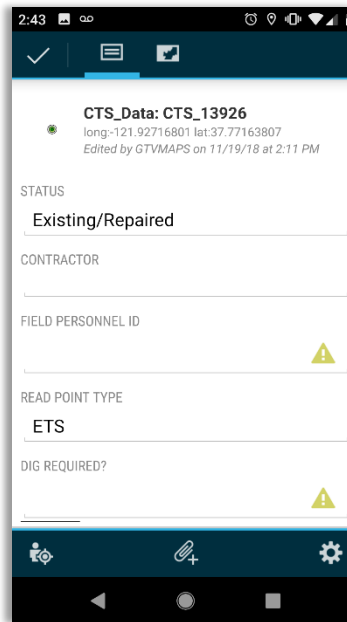 2:43
CTS_Data: CTS_13926
long:-121.92716801 lat:37.77163807
Edited by GTVMAPS on 11/19/18 at 2:11 PM
STATUS
Existing/Repaired
CONTRACTOR
FIELD PERSONNEL ID
READ POINT TYPE
ETS
DIG REQUIRED?